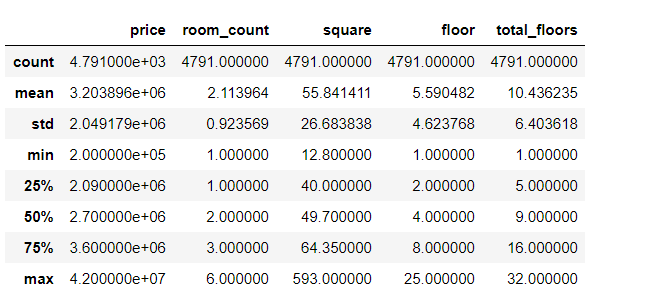 price room_count square floor total_floors
count 4.791000e+03 4791.000000 4791.000000 4791.000000 4791.000000
mean 3.203896e+06 2.113964 55.841411 5.590482 10.436235
std 2.049179e+06 0.923569 26.683838 4.623768 6.403618
min 2.000000e+05 1.000000 12.800000 1.000000 1.000000
25% 2.090000e+06 1.000000 40.000000 2.000000 5.000000
50% 2.700000e+06 2.000000 49.700000 4.000000 9.000000
75% 3.600000e+06 3.000000 64.350000 8.000000 16.000000
max 4.200000e+07 6.000000 593.000000 25.000000 32.000000